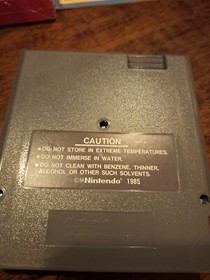 CAUTION
•DO NOT STORE IN EXTREME TEMPERATURES.
•DO NOT IMMERSE IN WATER.
•DO NOT CLEAN WITH BENZENE, THINNER,
ALCOHOL OR OTHER SUCH SOLVENTS.
Nintendo 1985